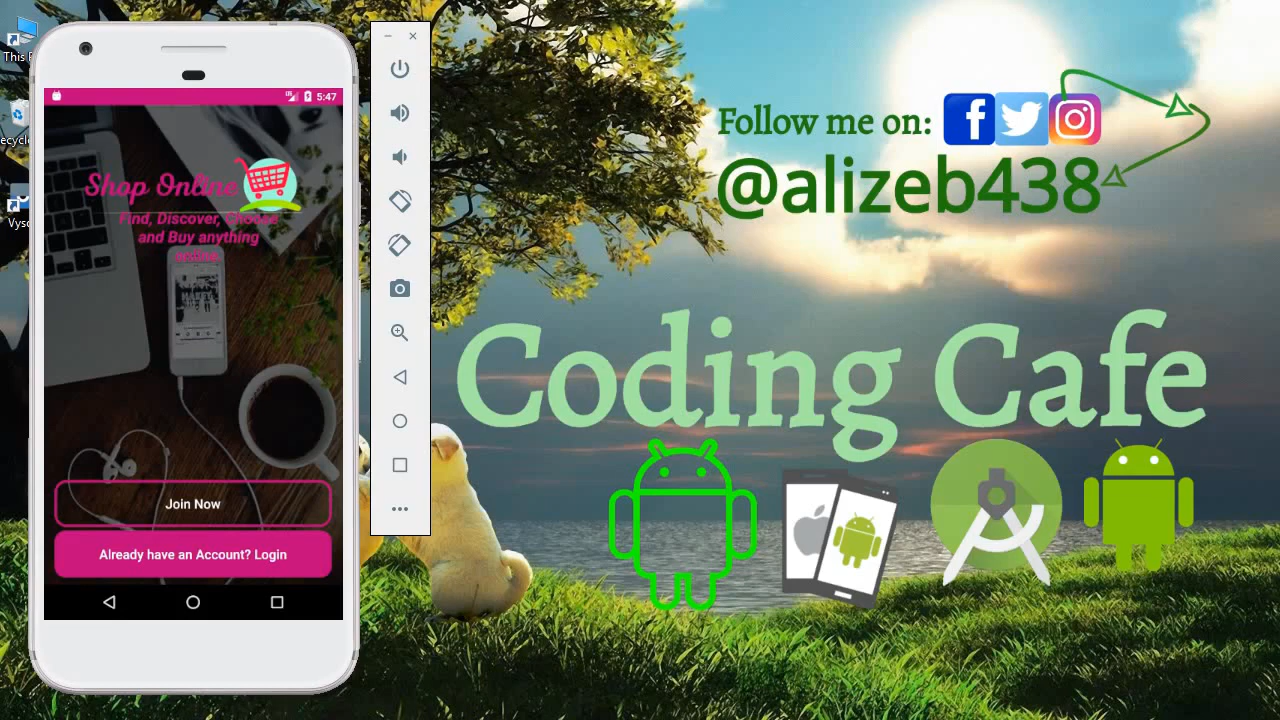 This P
ecycle
Vyso
5:47
Shop Online
Find, Discover, Choose
and Buy anything
online
Join Now
Already have an Account? Login
Follow me on:
@alizeb438
Coding Cafe